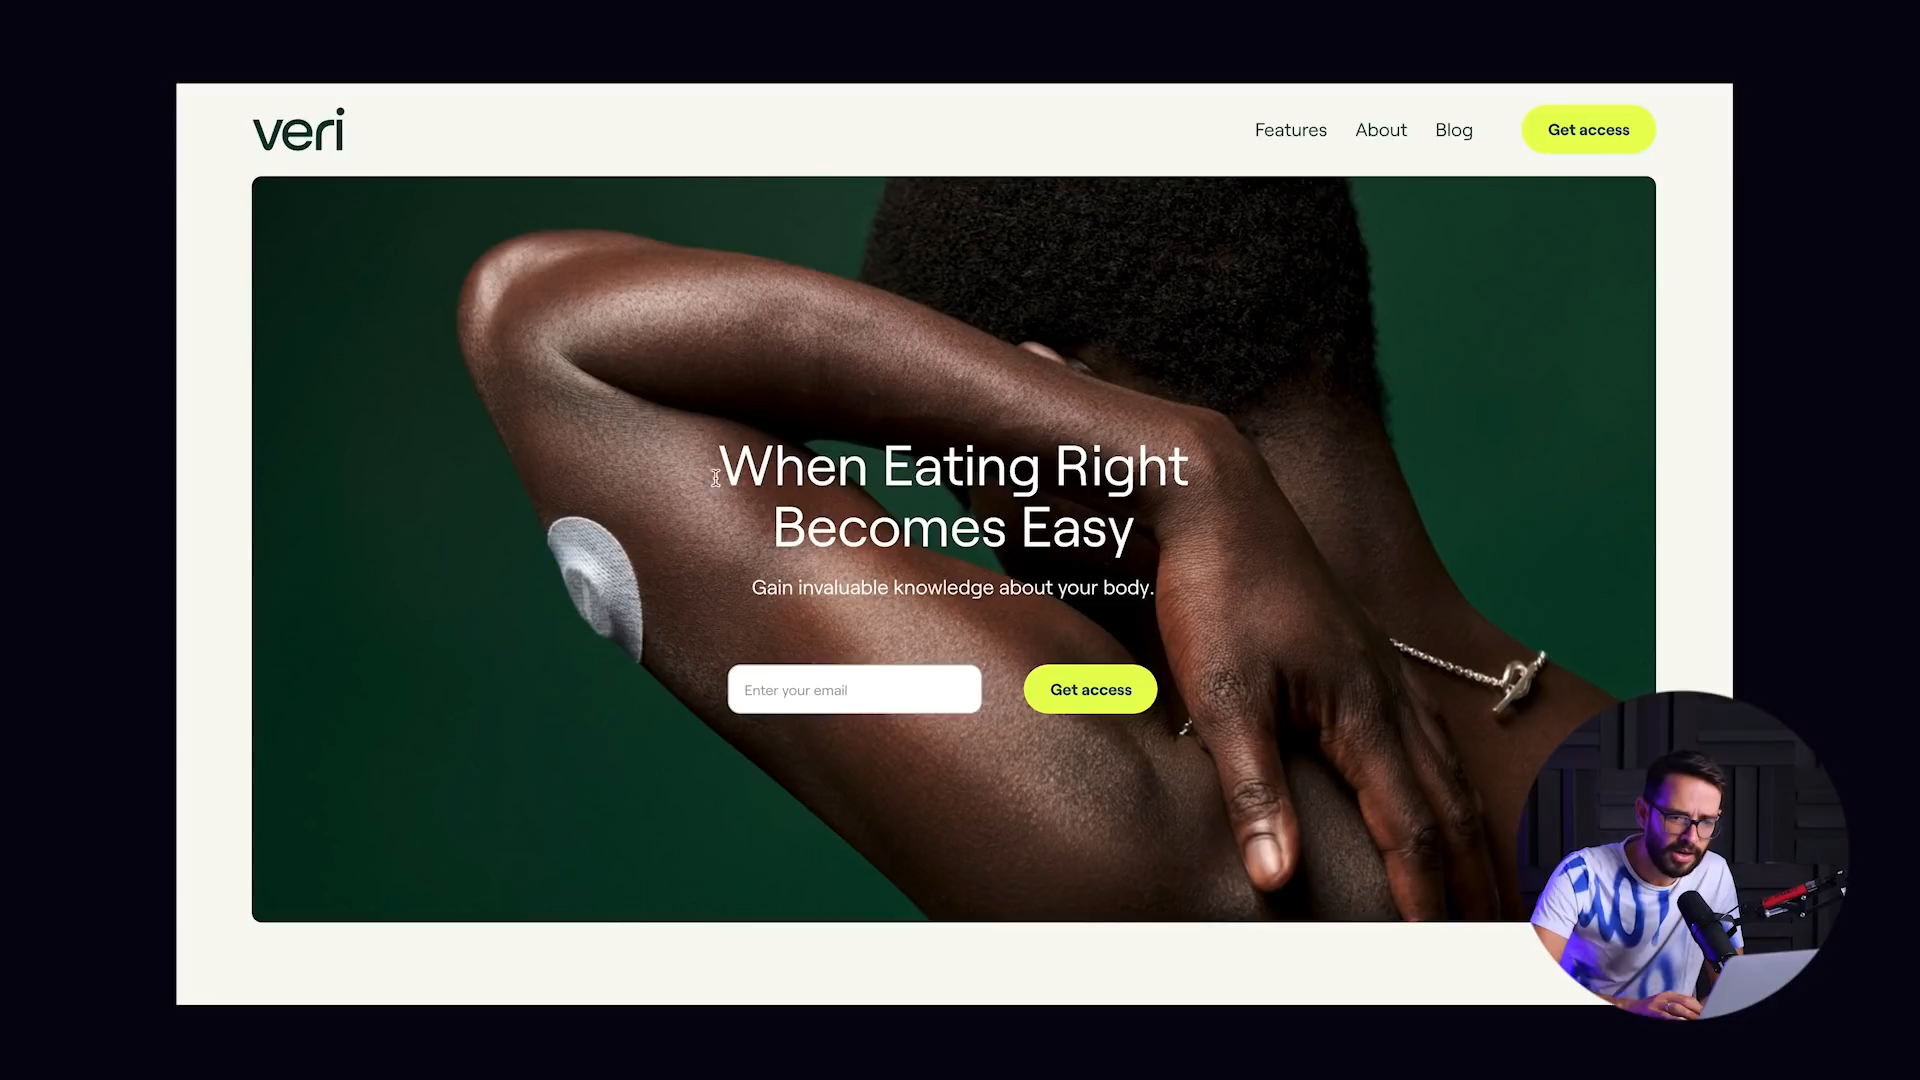 veri
Features
About
Blog
Get access
When Eating Right
Becomes Easy
Gain invaluable knowledge about your body.
Enter your email
Get access